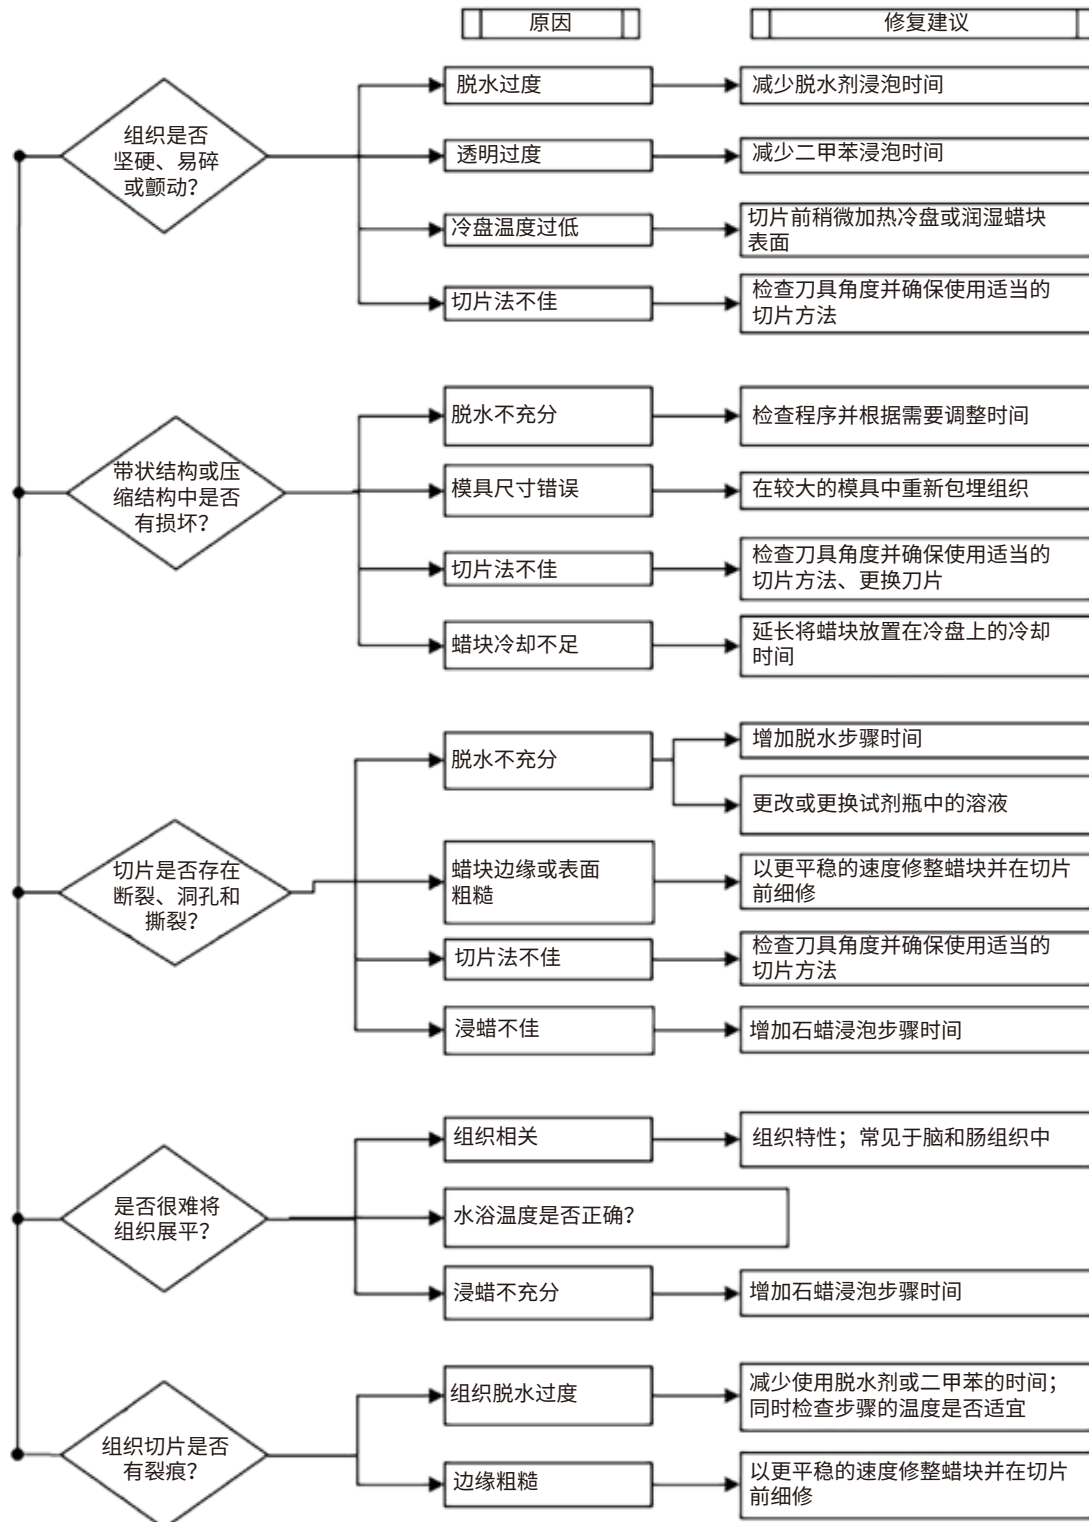 原因
修复建议
组织是否
坚硬、易碎
或颤动？
脱水过度
减少脱水剂浸泡时间
透明过度
减少二甲苯浸泡时间
冷盘温度过低
切片前稍微加热冷盘或润湿蜡块
表面
切片法不佳
检查刀具角度并确保使用适当的
切片方法
带状结构或压
缩结构中是否
有损坏？
脱水不充分
检查程序并根据需要调整时间
模具尺寸错误
在较大的模具中重新包埋组织
切片法不佳
检查刀具角度并确保使用适当的
切片方法、更换刀片
蜡块冷却不足
延长将蜡块放置在冷盘上的冷却
时间
切片是否存在
断裂、洞孔和
撕裂？
脱水不充分
增加脱水步骤时间
更改或更换试剂瓶中的溶液
蜡块边缘或表面
粗糙
以更平稳的速度修整蜡块并在切片
前细修
切片法不佳
检查刀具角度并确保使用适当的
切片方法
浸蜡不佳
增加石蜡浸泡步骤时间
是否很难将
组织展平？
组织相关
组织特性；常见于脑和肠组织中
水浴温度是否正确？
浸蜡不充分
增加石蜡浸泡步骤时间
组织切片是否
有裂痕？
组织脱水过度
减少使用脱水剂或二甲苯的时间；
同时检查步骤的温度是否适宜
边缘粗糙
以更平稳的速度修整蜡块并在切片
前细修